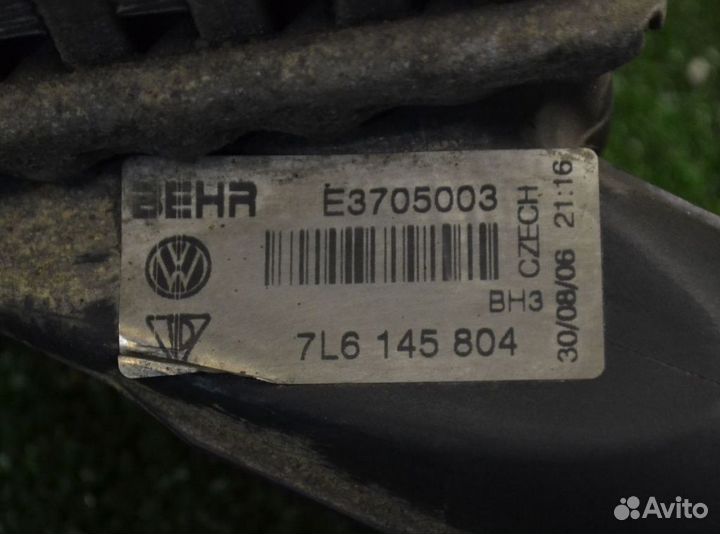 BEHR E3705003
BH3
7L6 145 804
CZECH
30/08/06 21:16
Avito